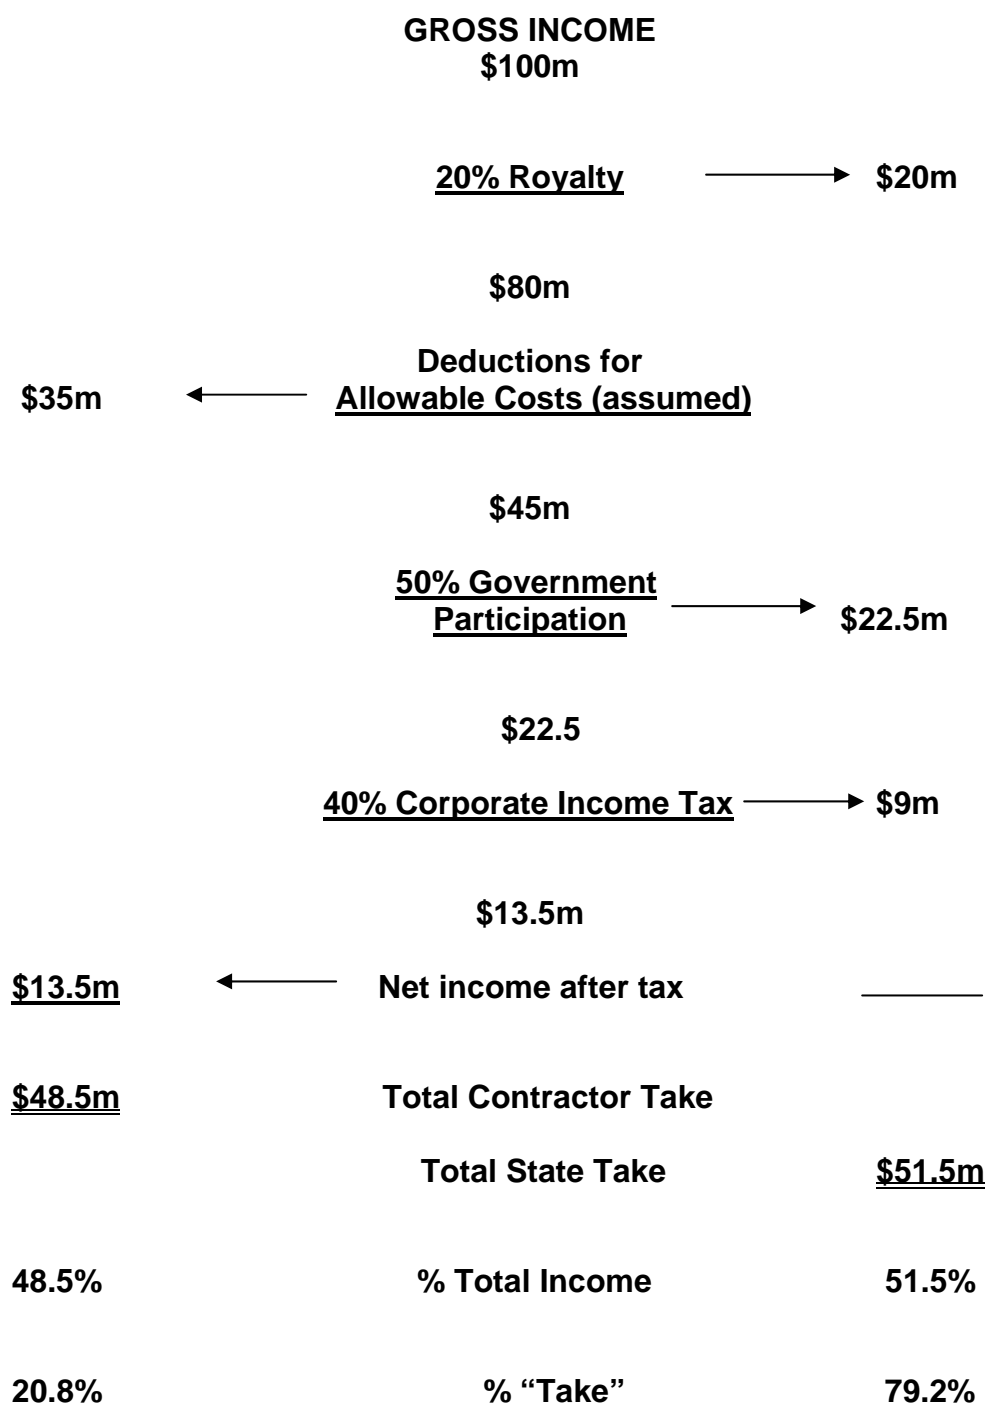 GROSS INCOME
$100m
20% Royalty $20m
$80m
Deductions for
$35m Allowable Costs (assumed)
$45m
50% Government
Participation $22.5m
$22.5
40% Corporate Income Tax $9m
$13.5m
$13.5m Net income after tax
$48.5m Total Contractor Take
Total State Take $51.5m
48.5% % Total Income 51.5%
20.8% % “Take” 79.2%